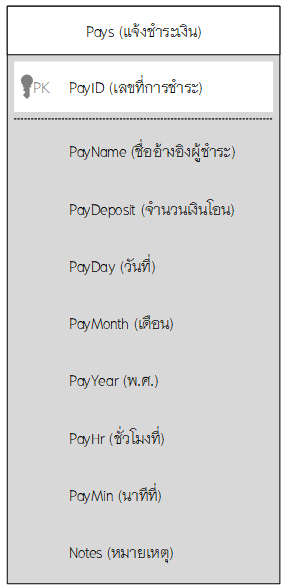 Pays (แจ้งชำระเงิน)
PK PayID (เลขที่การชำระ)
PayName (ชื่ออ้างอิงผู้ชำระ)
PayDeposit (จำนวนเงินโอน)
PayDay (วันที่)
PayMonth (เดือน)
PayYear (พ.ศ.)
PayHr (ชั่วโมงที่)
PayMin (นาทีที่)
Notes (หมายเหตุ)